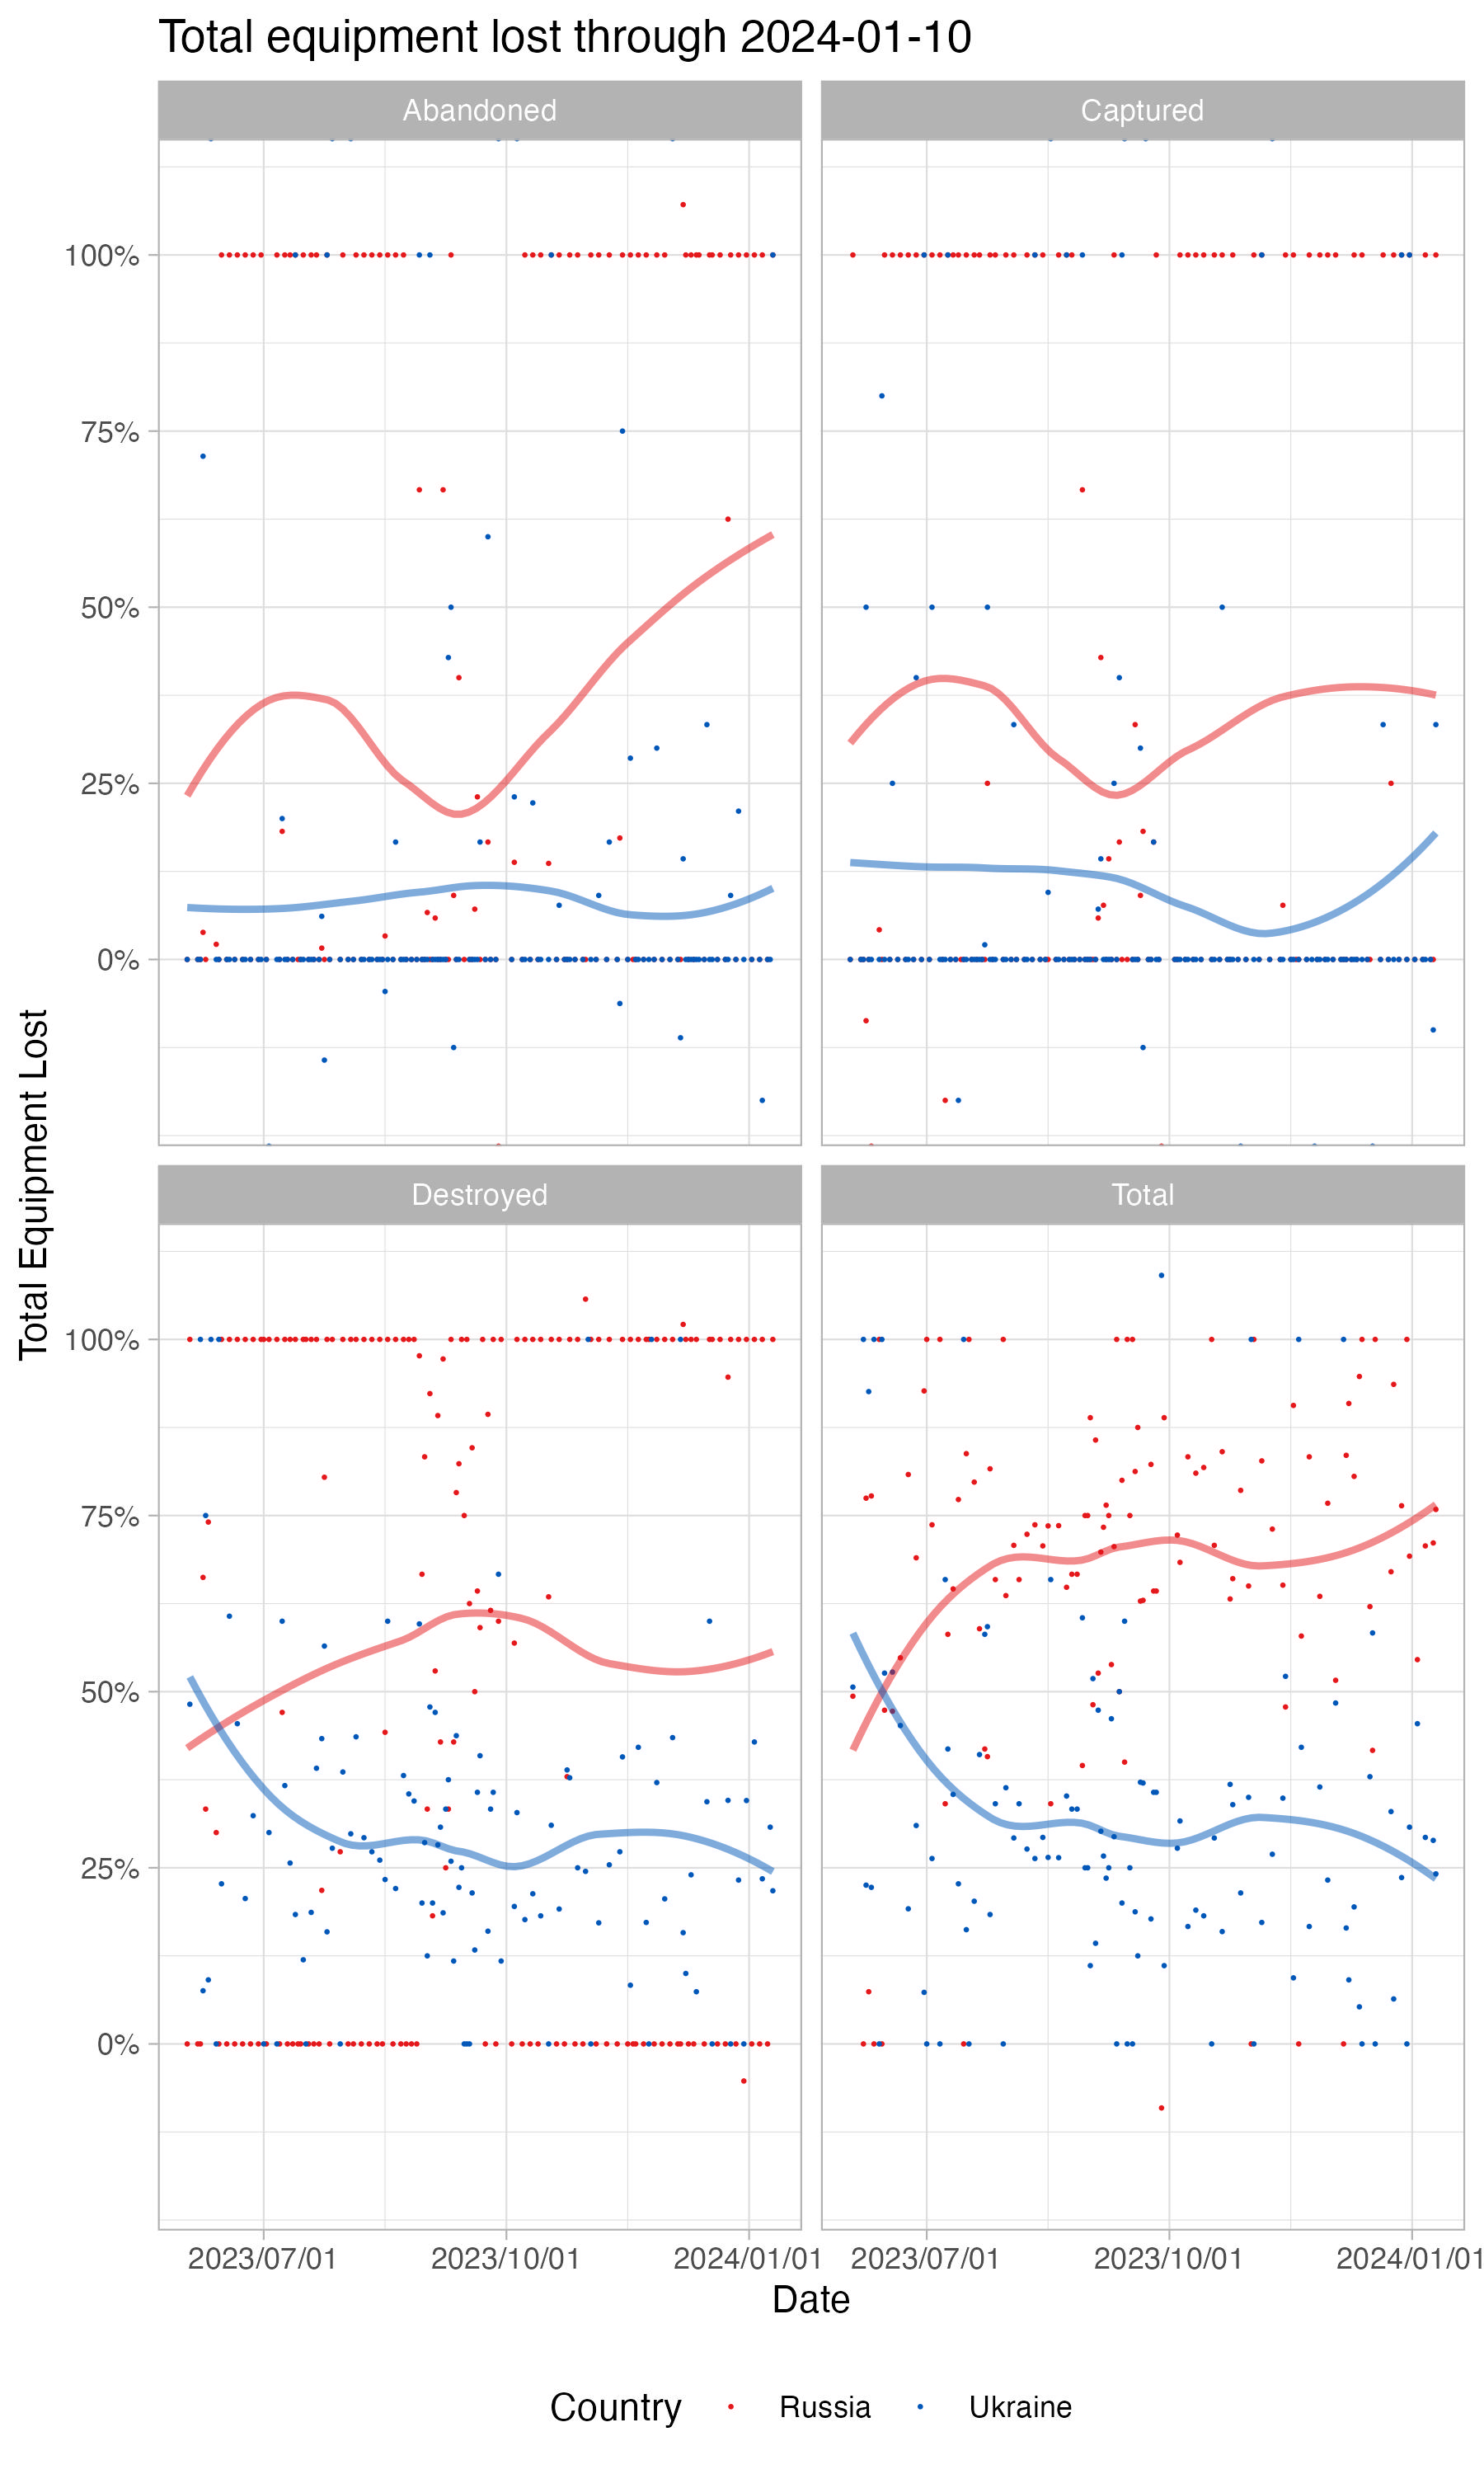 Total equipment lost through 2024-01-10
Abandoned
Captured
100%
75%
50%
25%
0%
Total Equipment Lost
Destroyed
Total
100%
75%
50%
25%
0%
2023/07/01
2023/10/01
2024/01/01
2023/07/01
2023/10/01
2024/01/01
Date
Country
Russia
Ukraine